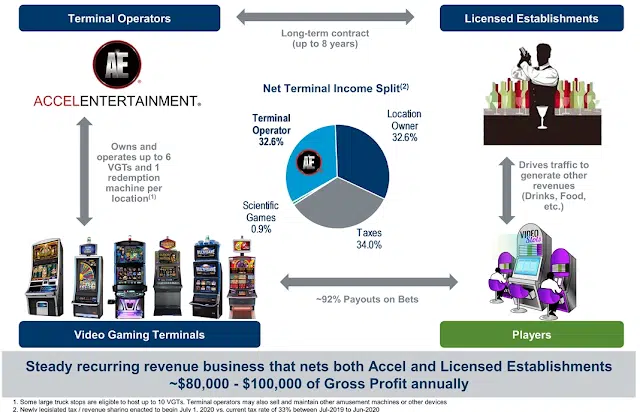 Terminal Operators
Long-term contract
(up to 8 years)
Licensed Establishments
AE
ACCELENTERTAINMENT®
Net Terminal Income Split(2)
Terminal
Operator
32.6%
Location
Owner
32.6%
AE
Scientific
Games
0.9%
Taxes
34.0%
Owns and
operates up to 6
VGTs and 1
redemption
machine per
location(1)
Drives traffic to
generate other
revenues
(Drinks, Food,
etc.)
VIDEO
Slots
~92% Payouts on Bets
Video Gaming Terminals
Players
Steady recurring revenue business that nets both Accel and Licensed Establishments
~$80,000 - $100,000 of Gross Profit annually
1. Some large truck stops are eligible to host up to 10 VGTs. Terminal operators may also sell and maintain other amusement machines or other devices
2. Newly legislated tax / revenue sharing enacted to begin July 1, 2020 vs. current tax rate of 33% between Jul-2019 to Jun-2020